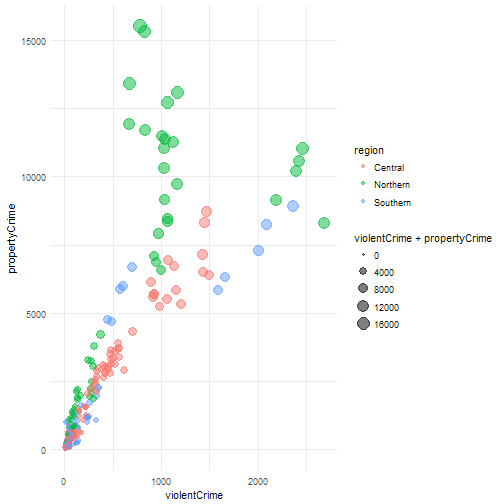 15000
10000
5000
0
propertyCrime
0
1000
2000
violentCrime
region
Central
Northern
Southern
violentCrime + propertyCrime
0
4000
8000
12000
16000